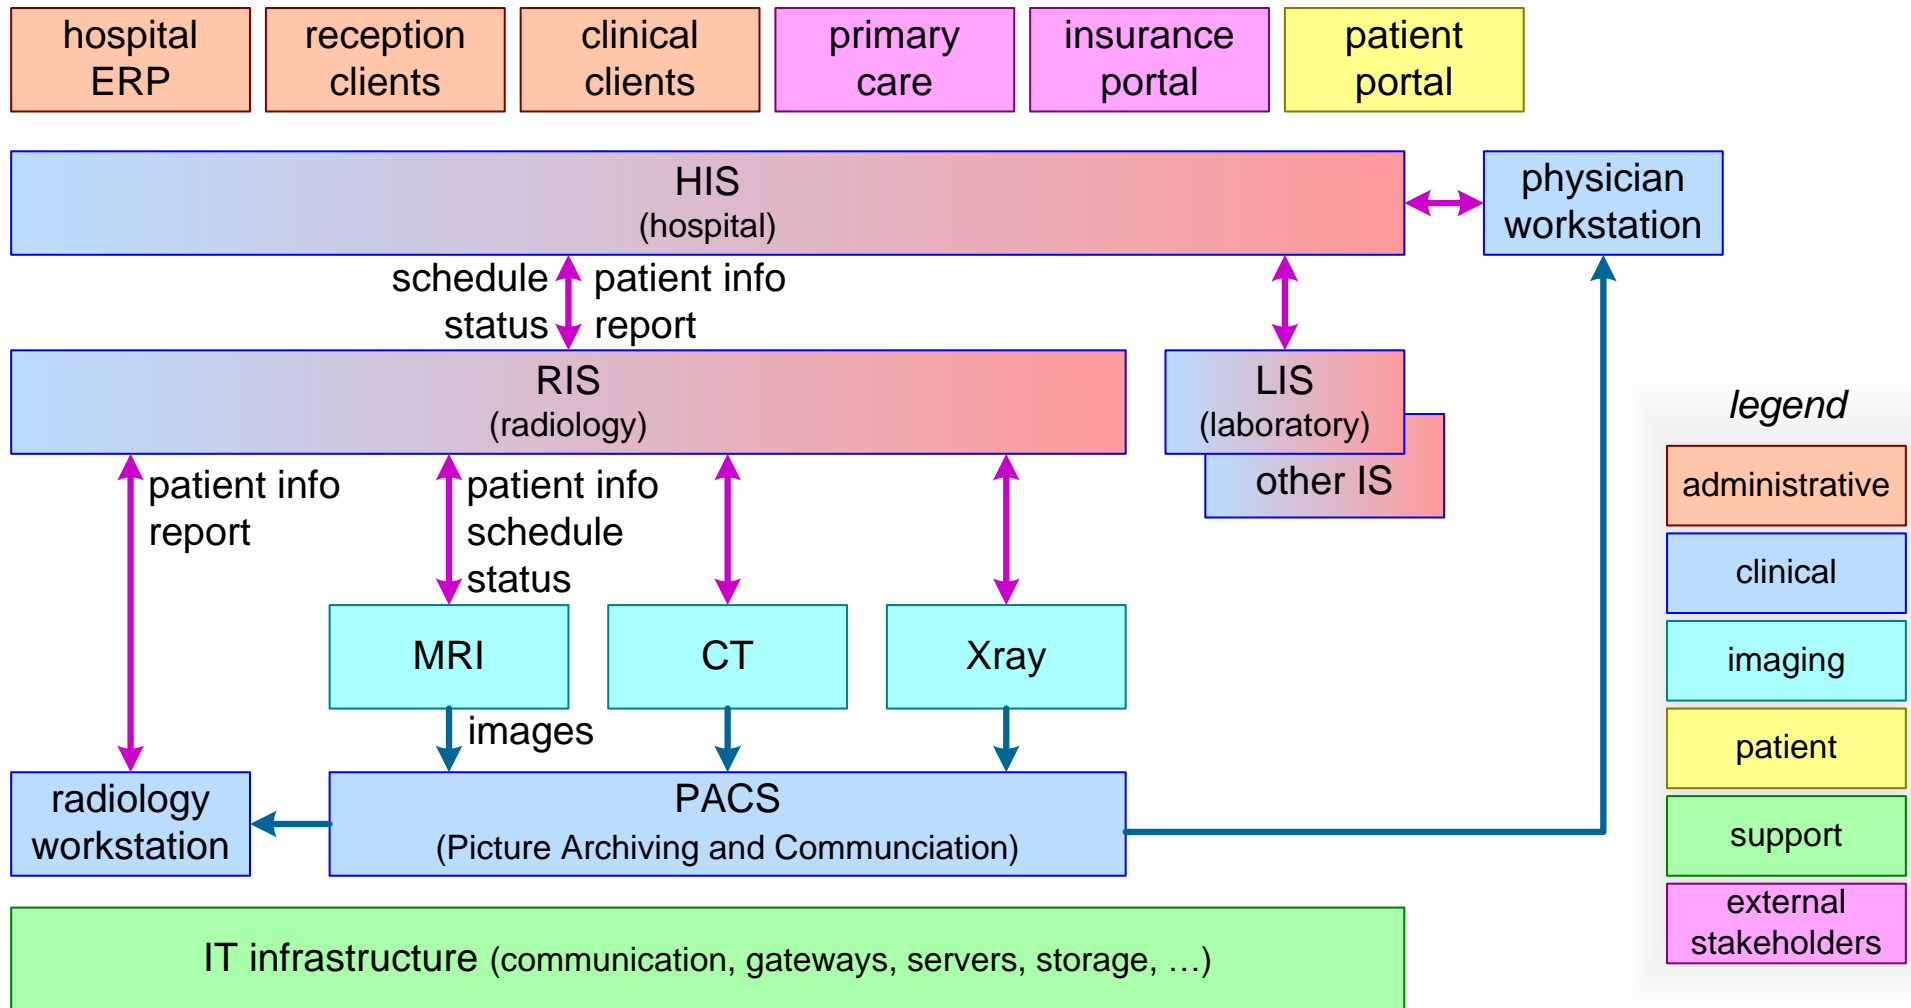 hospital
ERP
reception
clients
clinical
clients
primary
care
insurance
portal
patient
portal
HIS
(hospital)
physician
workstation
schedule
status
patient info
report
RIS
(radiology)
LIS
(laboratory)
other IS
patient info
report
patient info
schedule
status
MRI
CT
Xray
images
radiology
workstation
PACS
(Picture Archiving and Communciation)
IT infrastructure (communication, gateways, servers, storage, …)
legend
administrative
clinical
imaging
patient
support
external
stakeholders